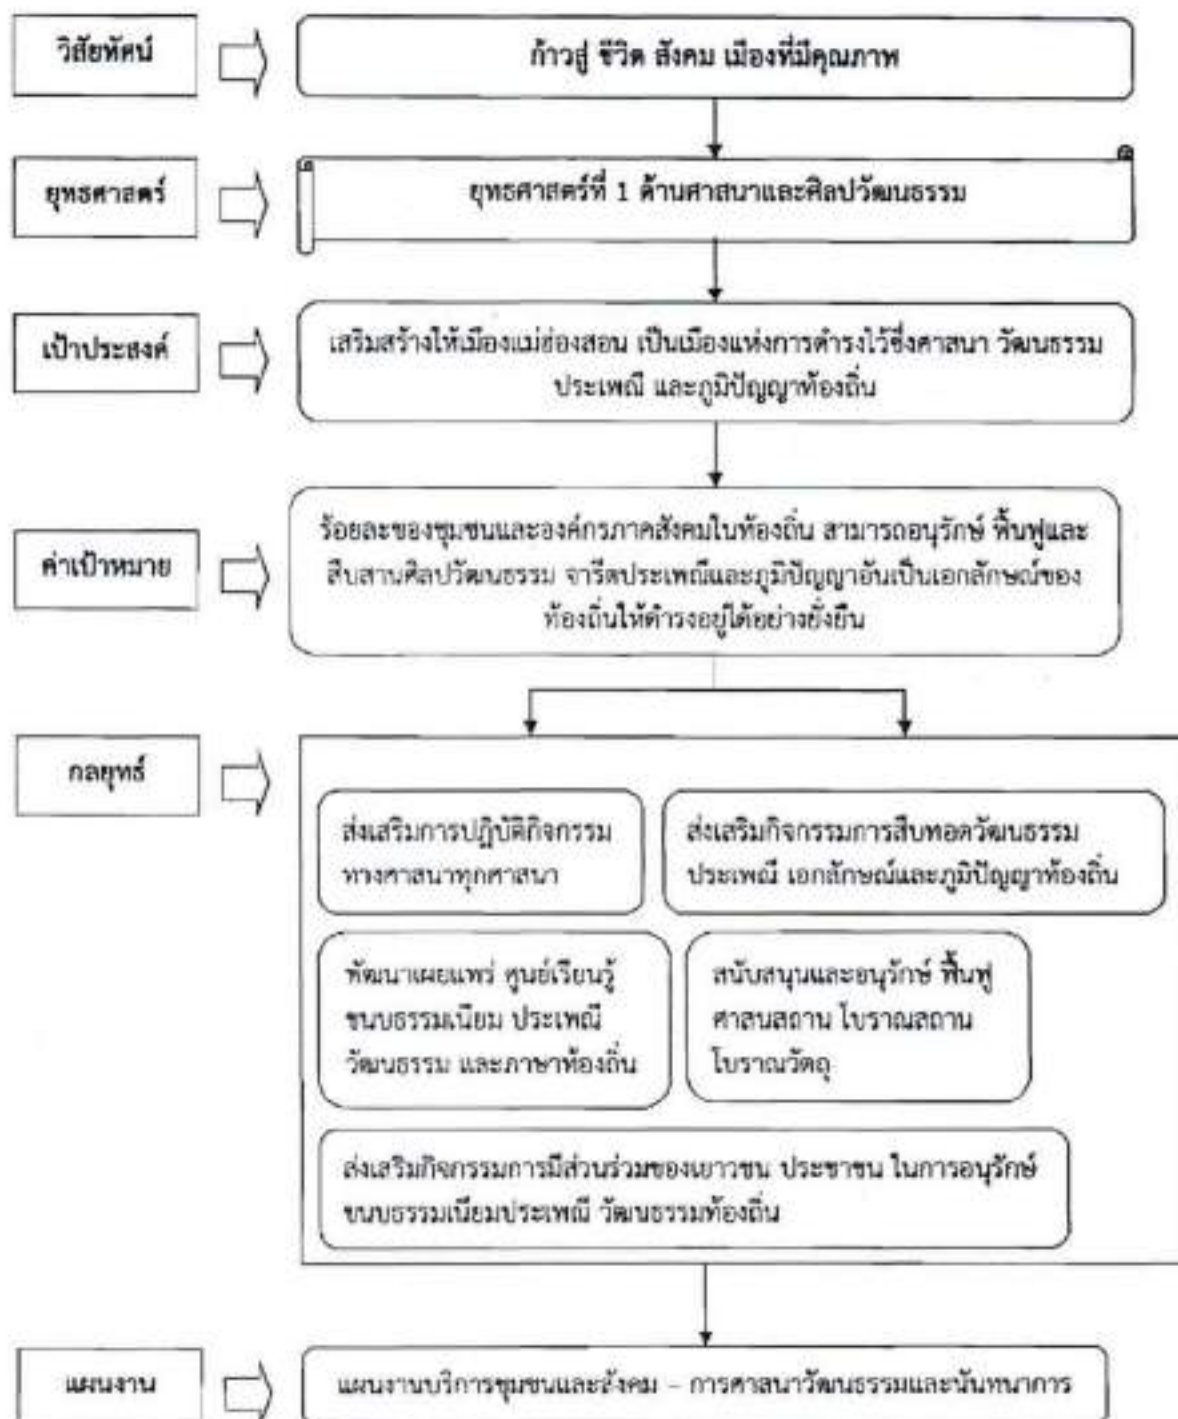 วิสัยทัศน์
ก้าวสู่ ชีวิต สังคม เมืองที่มีคุณภาพ
ยุทธศาสตร์
ยุทธศาสตร์ที่ 1 ด้านศาสนาและศิลปวัฒนธรรม
เป้าประสงค์
เสริมสร้างให้เมืองแม่ฮ่องสอน เป็นเมืองแห่งการดำรงไว้ซึ่งศาสนา วัฒนธรรม
ประเพณี และภูมิปัญญาท้องถิ่น
ค่าเป้าหมาย
ร้อยละของชุมชนและองค์กรภาคสังคมในท้องถิ่น สามารถอนุรักษ์ ฟื้นฟูและ
สืบสานศิลปวัฒนธรรม จารีตประเพณีและภูมิปัญญาอันเป็นเอกลักษณ์ของ
ท้องถิ่นให้ดำรงอยู่ได้อย่างยั่งยืน
กลยุทธ์
ส่งเสริมการปฏิบัติกิจกรรม
ทางศาสนาทุกศาสนา
ส่งเสริมกิจกรรมการสืบทอดวัฒนธรรม
ประเพณี เอกลักษณ์และภูมิปัญญาท้องถิ่น
พัฒนาเผยแพร่ ศูนย์เรียนรู้
ขนบธรรมเนียม ประเพณี
วัฒนธรรม และภาษาท้องถิ่น
สนับสนุนและอนุรักษ์ ฟื้นฟู
ศาสนสถาน โบราณสถาน
โบราณวัตถุ
ส่งเสริมกิจกรรมการมีส่วนร่วมของเยาวชน ประชาชน ในการอนุรักษ์
ขนบธรรมเนียมประเพณี วัฒนธรรมท้องถิ่น
แผนงาน
แผนงานบริการชุมชนและสังคม – การศาสนาวัฒนธรรมและนันทนาการ